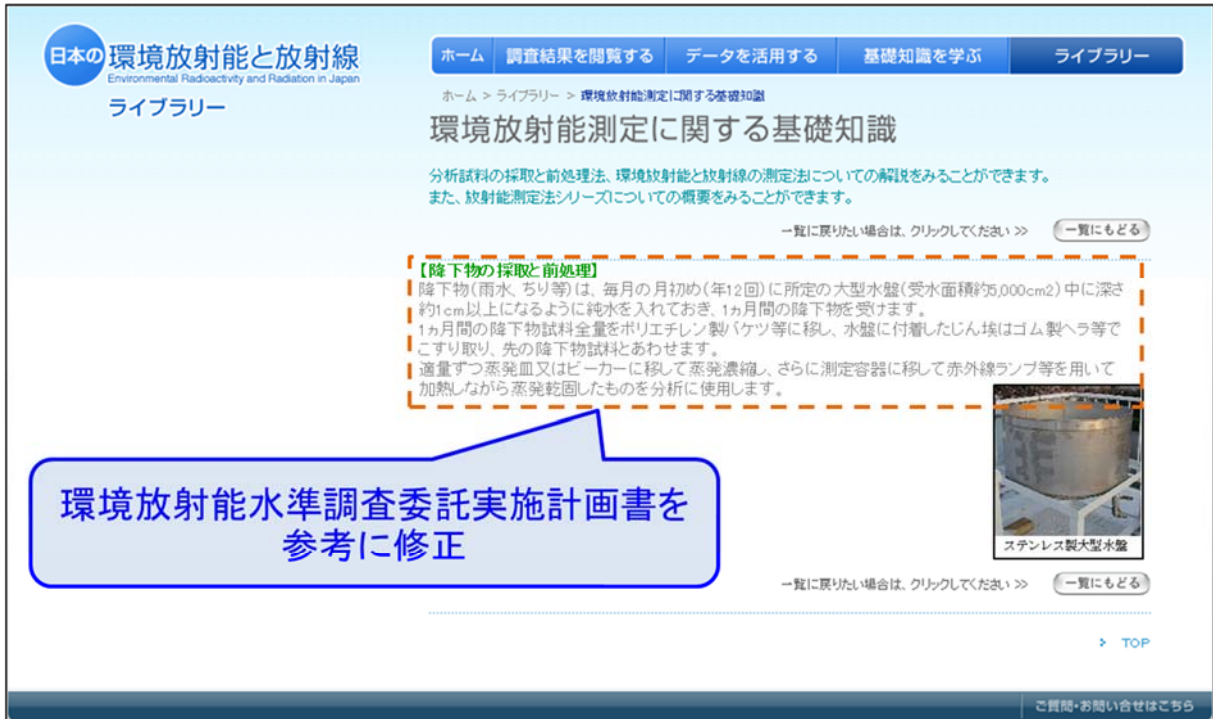 日本の環境放射能と放射線
Environmental Radioactivity and Radiation in Japan
ライブラリー
ホーム 調査結果を閲覧する データを活用する 基礎知識を学ぶ ライブラリー
ホーム > ライブラリー > 環境放射能測定に関する基礎知識
環境放射能測定に関する基礎知識
分析試料の採取と前処理法、環境放射能と放射線の測定法についての解説をみることができます。
また、放射能測定法シリーズについての概要をみることができます。
一覧に戻りたい場合は、クリックしてください >> 一覧にもどる
【降下物の採取と前処理】
降下物(雨水、ちり等)は、毎月の月初め(年12回)に所定の大型水盤(受水面積約5,000cm2)中に深さ
約1cm以上になるように純水を入れておき、1ヵ月間の降下物を受けます。
1ヵ月間の降下物試料全量をポリエチレン製バケツ等に移し、水盤に付着したじん埃はゴム製ヘラ等で
こすり取り、先の降下物試料とあわせます。
適量ずつ蒸発皿又はビーカーに移して蒸発濃縮し、さらに測定容器に移して赤外線ランプ等を用いて
加熱しながら蒸発乾固したものを分析に使用します。
環境放射能水準調査委託実施計画書を
参考に修正
ステンレス製大型水盤
一覧に戻りたい場合は、クリックしてください >> 一覧にもどる
TOP
ご質問・お問い合せはこちら